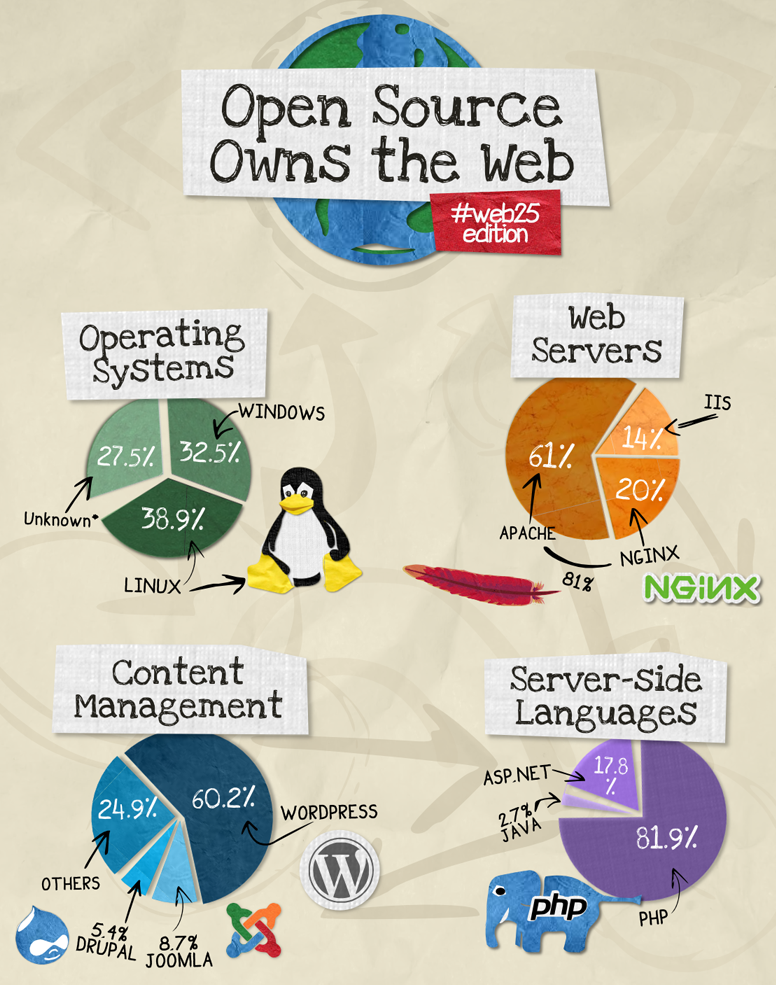 Open Source
Owns the Web
#web25
edition
Operating
Systems
WINDOWS
27.5%
32.5%
38.9%
Unknown*
LINUX
Web
Servers
IIS
14%
61%
20%
APACHE
NGINX
81%
NGiNX
Content
Management
60.2%
24.9%
WORDPRESS
OTHERS
5.4%
DRUPAL
8.7%
JOOMLA
W
Server-side
Languages
ASP.NET
17.8
%
2.7%
JAVA
81.9%
php
PHP